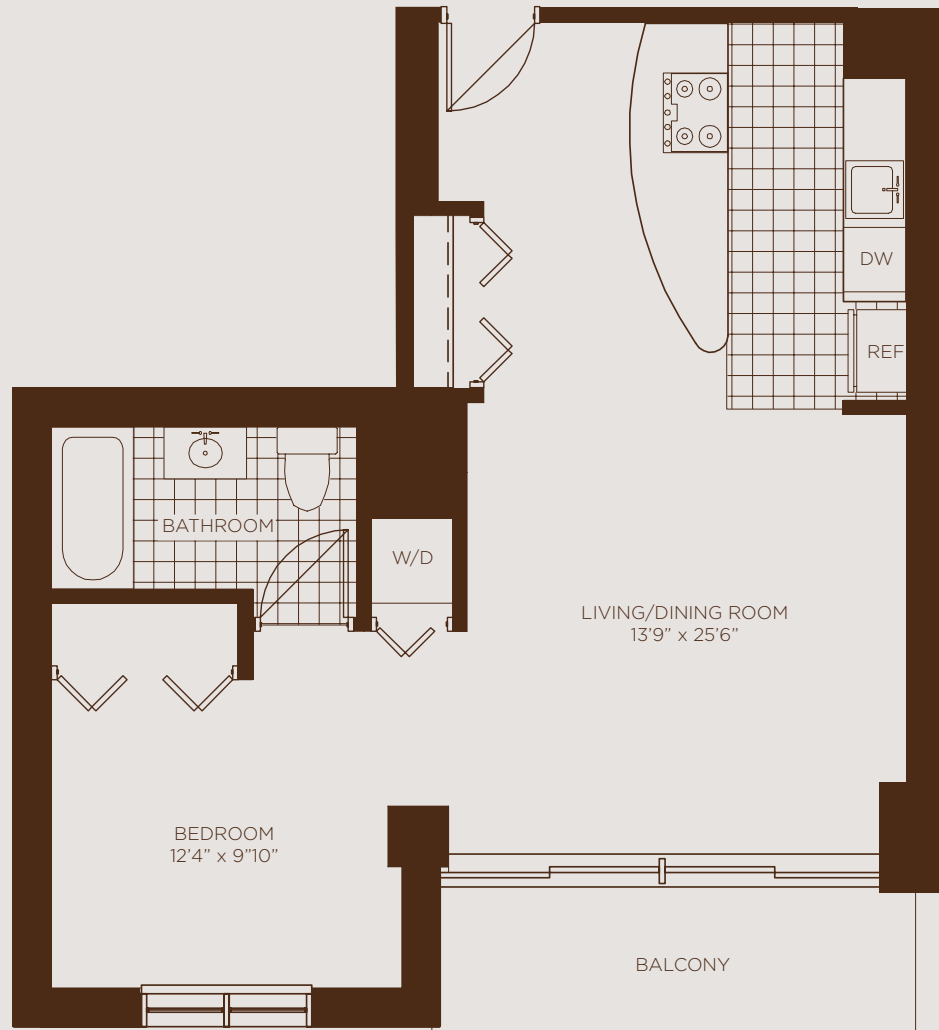 DW
REF
BATHROOM
W/D
LIVING/DINING ROOM
13’9” x 25’6”
BEDROOM
12’4” x 9”10”
BALCONY